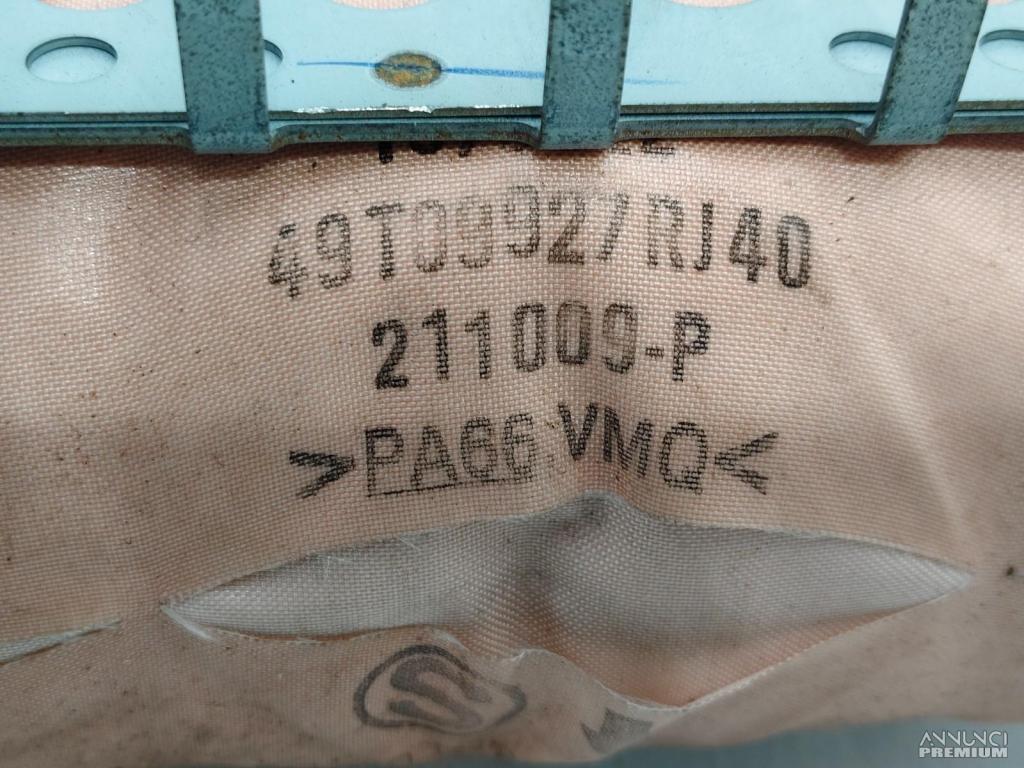 49T09927RJ40
211009-P
>PA66 VMQ<
ANNUNCI
PREMIUM